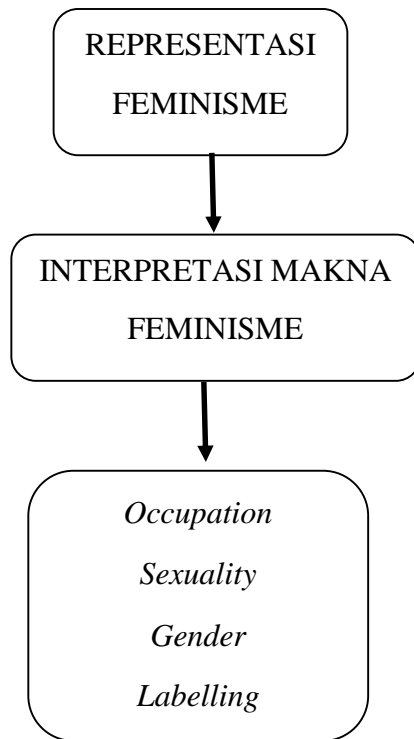 REPRESENTASI
FEMINISME
INTERPRETASI MAKNA
FEMINISME
Occupation
Sexuality
Gender
Labelling